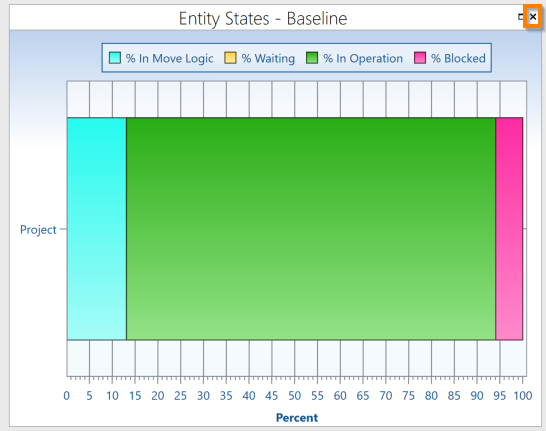 Entity States - Baseline
% In Move Logic % Waiting % In Operation % Blocked
Project
0 5 10 15 20 25 30 35 40 45 50 55 60 65 70 75 80 85 90 95 100
Percent